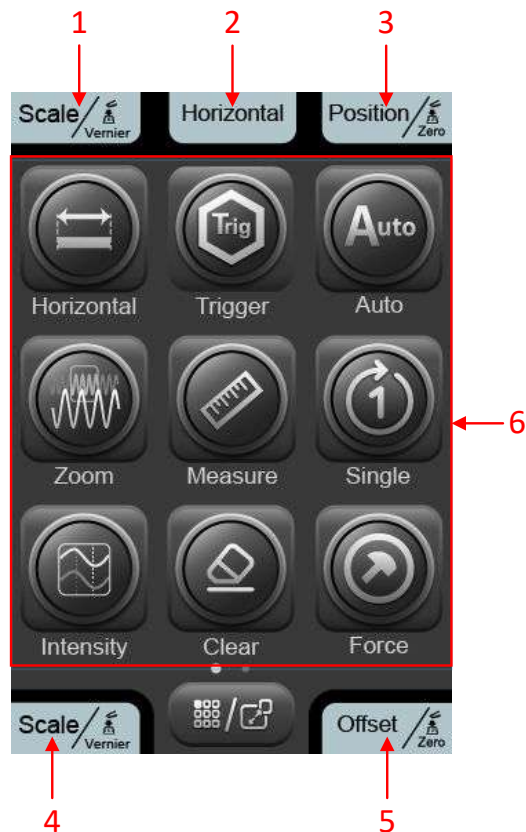 1 2 3
Scale/Vernier Horizontal Position/Zero
Trig Auto
Horizontal Trigger Auto
1
Zoom Measure Single
6
Intensity Clear Force
Scale/Vernier / Offset/Zero
4 5